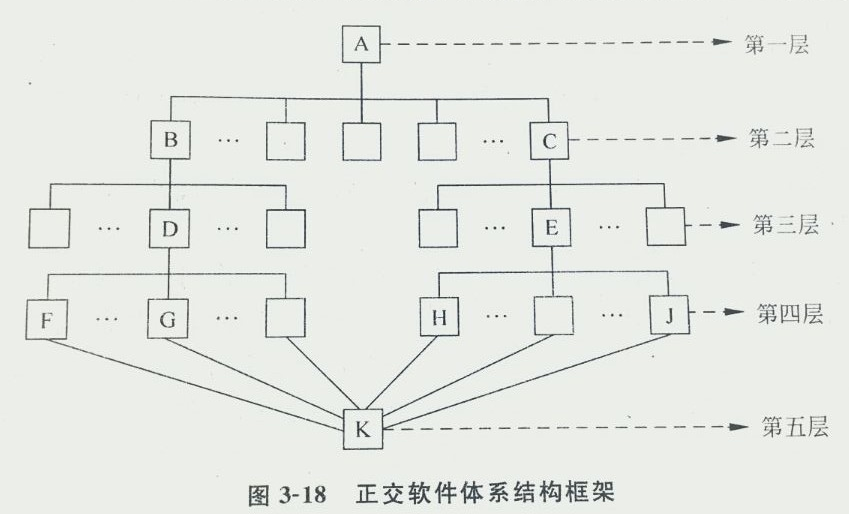 A 第一层
B … … C 第二层
… D … … E … 第三层
F … G … H … … J 第四层
K 第五层
图 3-18 正交软件体系结构框架